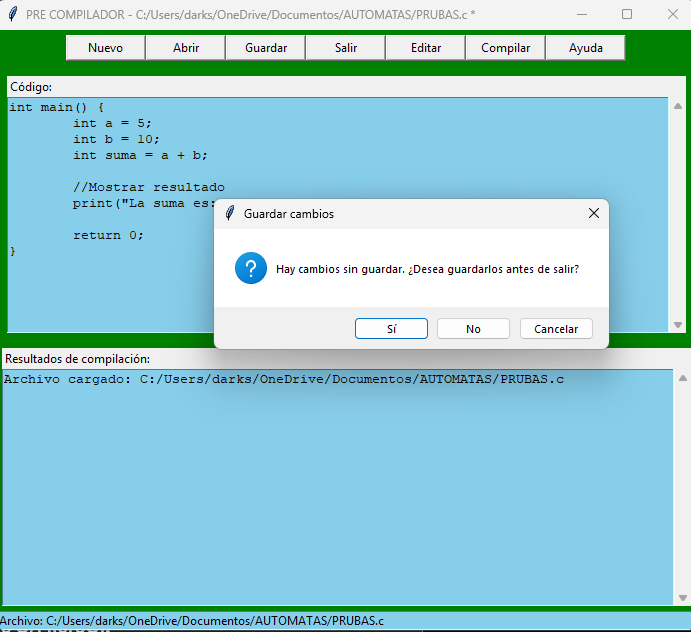 PRE COMPILADOR - C:/Users/darks/OneDrive/Documentos/AUTOMATAS/PRUBAS.c *
Nuevo Abrir Guardar Salir Editar Compilar Ayuda
Código:
int main() {
int a = 5;
int b = 10;
int suma = a + b;
//Mostrar resultado
print("La suma es:
return 0;
}
Guardar cambios
Hay cambios sin guardar. ¿Desea guardarlos antes de salir?
Sí No Cancelar
Resultados de compilación:
Archivo cargado: C:/Users/darks/OneDrive/Documentos/AUTOMATAS/PRUBAS.c
Archivo: C:/Users/darks/OneDrive/Documentos/AUTOMATAS/PRUBAS.c